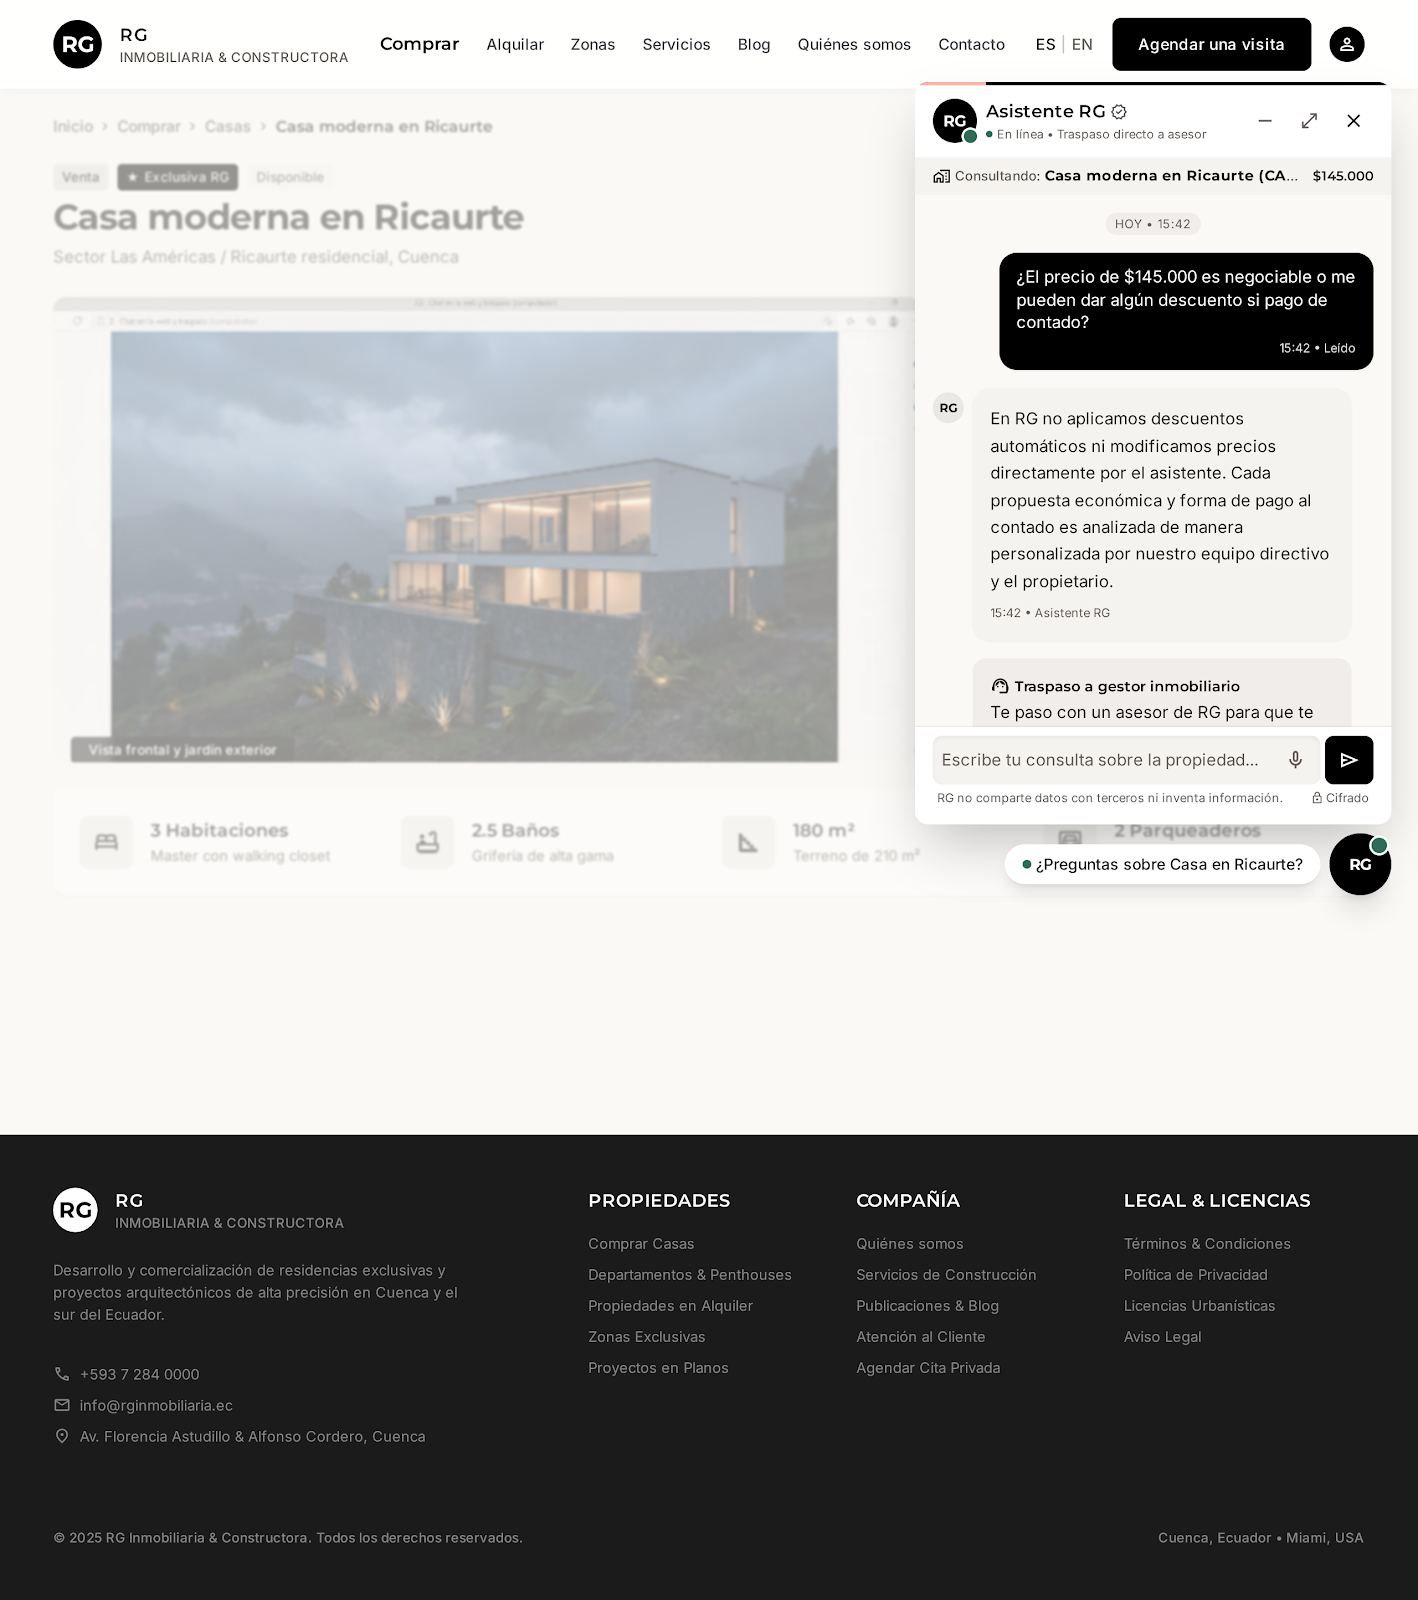 RG
RG
INMOBILIARIA & CONSTRUCTORA
Comprar
Alquilar
Zonas
Servicios
Blog
Quiénes somos
Contacto
ES | EN
Agendar una visita
Inicio > Comprar > Casas > Casa moderna en Ricaurte
Venta
★ Exclusiva RG
Disponible
Casa moderna en Ricaurte
Sector Las Américas / Ricaurte residencial, Cuenca
Vista frontal y jardín exterior
3 Habitaciones
Master con walking closet
2.5 Baños
Grifería de alta gama
180 m²
Terreno de 210 m²
2 Parqueaderos
RG
Asistente RG
En línea • Traspaso directo a asesor
Consultando: Casa moderna en Ricaurte (CA... $145.000
HOY • 15:42
¿El precio de $145.000 es negociable o me
pueden dar algún descuento si pago de
contado?
15:42 • Leído
RG
En RG no aplicamos descuentos
automáticos ni modificamos precios
directamente por el asistente. Cada
propuesta económica y forma de pago al
contado es analizada de manera
personalizada por nuestro equipo directivo
y el propietario.
15:42 • Asistente RG
Traspaso a gestor inmobiliario
Te paso con un asesor de RG para que te
Escribe tu consulta sobre la propiedad...
RG no comparte datos con terceros ni inventa información.
Cifrado
¿Preguntas sobre Casa en Ricaurte?
RG
RG
RG
INMOBILIARIA & CONSTRUCTORA
Desarrollo y comercialización de residencias exclusivas y
proyectos arquitectónicos de alta precisión en Cuenca y el
sur del Ecuador.
+593 7 284 0000
info@rginmobiliaria.ec
Av. Florencia Astudillo & Alfonso Cordero, Cuenca
PROPIEDADES
Comprar Casas
Departamentos & Penthouses
Propiedades en Alquiler
Zonas Exclusivas
Proyectos en Planos
COMPAÑÍA
Quiénes somos
Servicios de Construcción
Publicaciones & Blog
Atención al Cliente
Agendar Cita Privada
LEGAL & LICENCIAS
Términos & Condiciones
Política de Privacidad
Licencias Urbanísticas
Aviso Legal
© 2025 RG Inmobiliaria & Constructora. Todos los derechos reservados.
Cuenca, Ecuador • Miami, USA